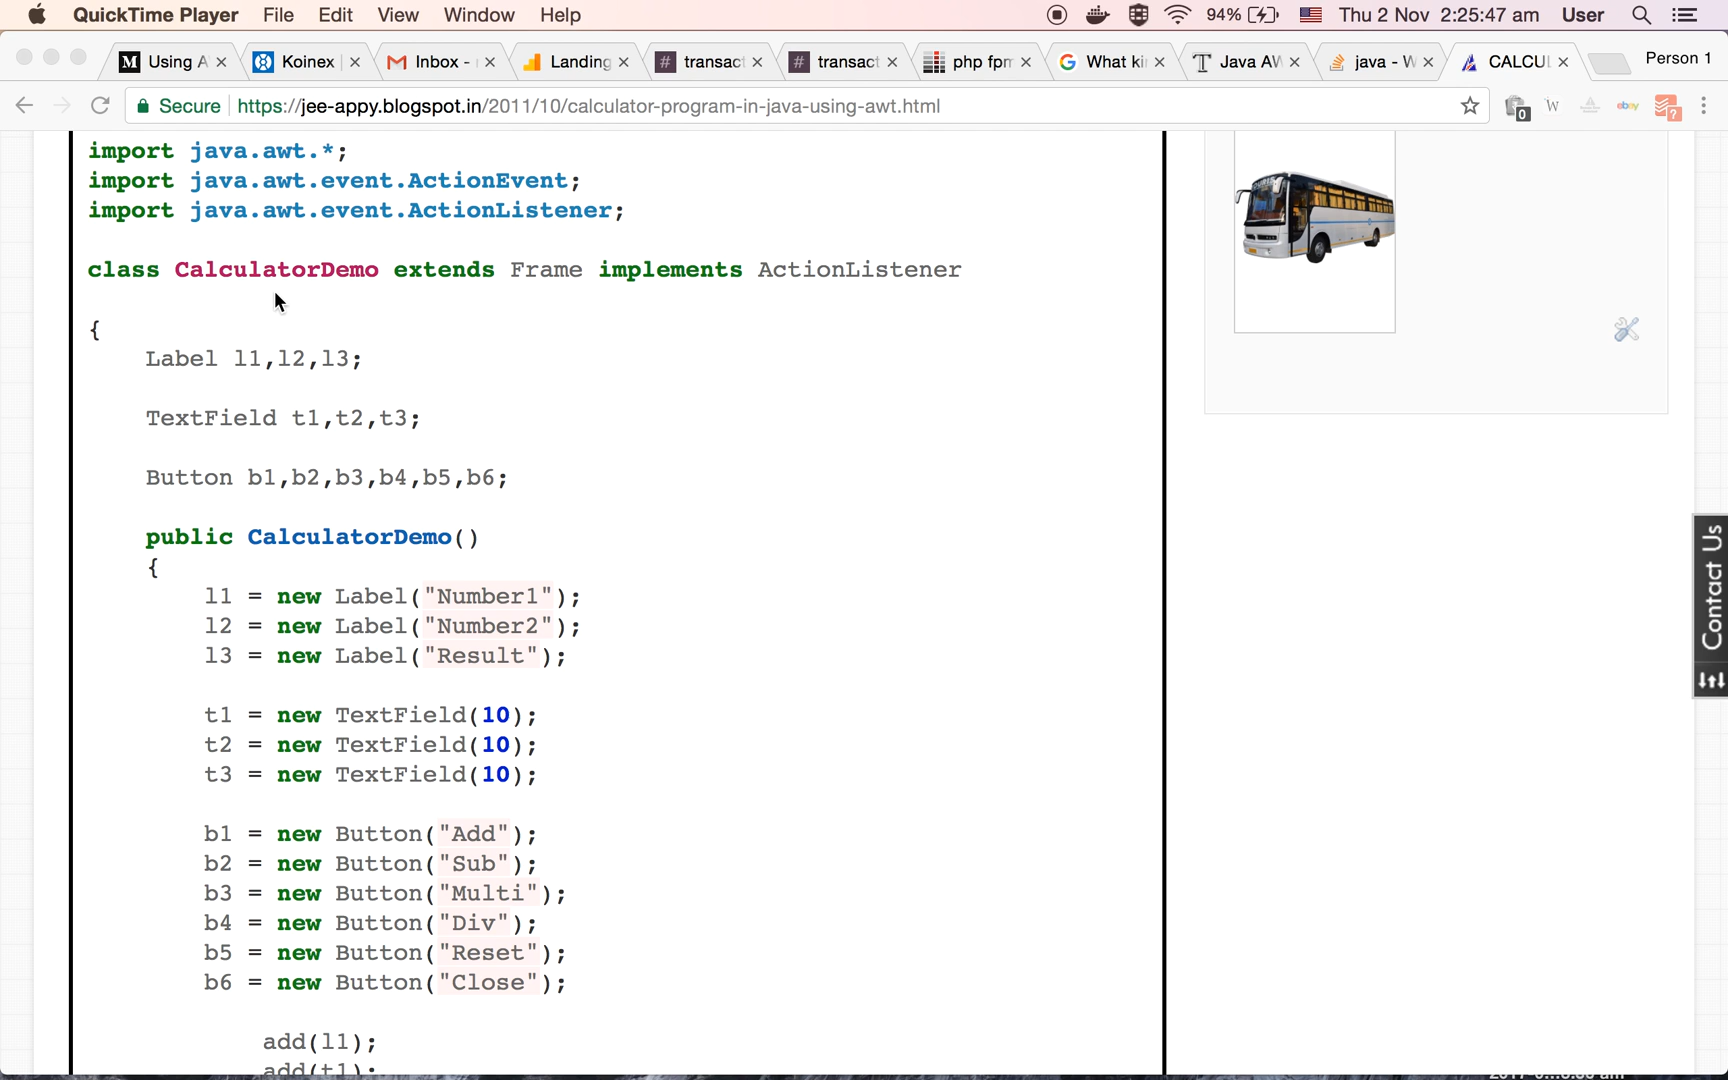 QuickTime Player File Edit View Window Help 94% Thu 2 Nov 2:25:47 am User
Using A Koinex Inbox - Landing transact transact php fpm What ki Java AW java - W CALCUL Person 1
Secure https://jee-appy.blogspot.in/2011/10/calculator-program-in-java-using-awt.html 0 W ebay ?
import java.awt.*;
import java.awt.event.ActionEvent;
import java.awt.event.ActionListener;
class CalculatorDemo extends Frame implements ActionListener
{
Label l1,l2,l3;
TextField t1,t2,t3;
Button b1,b2,b3,b4,b5,b6;
public CalculatorDemo()
{
l1 = new Label("Number1");
l2 = new Label("Number2");
l3 = new Label("Result");
t1 = new TextField(10);
t2 = new TextField(10);
t3 = new TextField(10);
b1 = new Button("Add");
b2 = new Button("Sub");
b3 = new Button("Multi");
b4 = new Button("Div");
b5 = new Button("Reset");
b6 = new Button("Close");
add(l1);
add(t1);
Contact Us